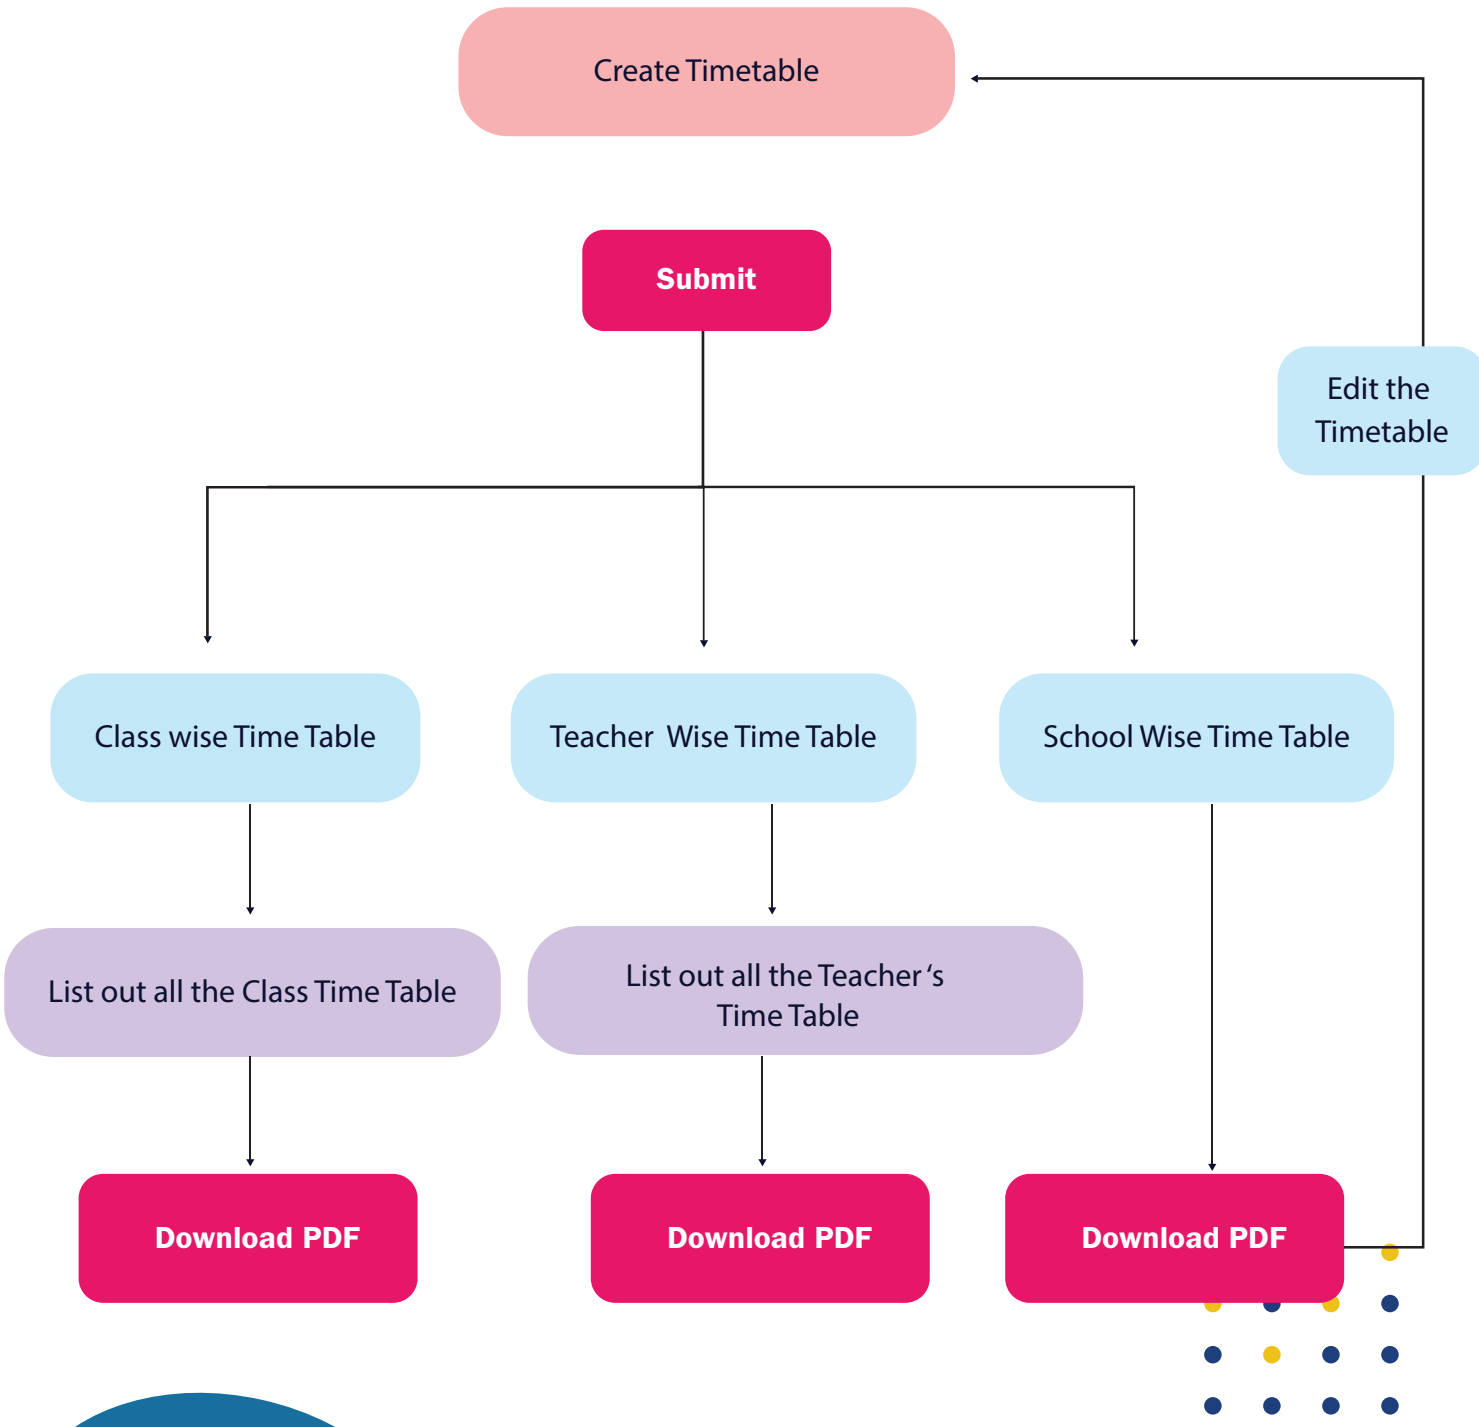 Create Timetable
Submit
Edit the
Timetable
Class wise Time Table
Teacher  Wise Time Table
School Wise Time Table
List out all the Class Time Table
List out all the Teacher ‘s
Time Table
Download PDF
Download PDF
Download PDF